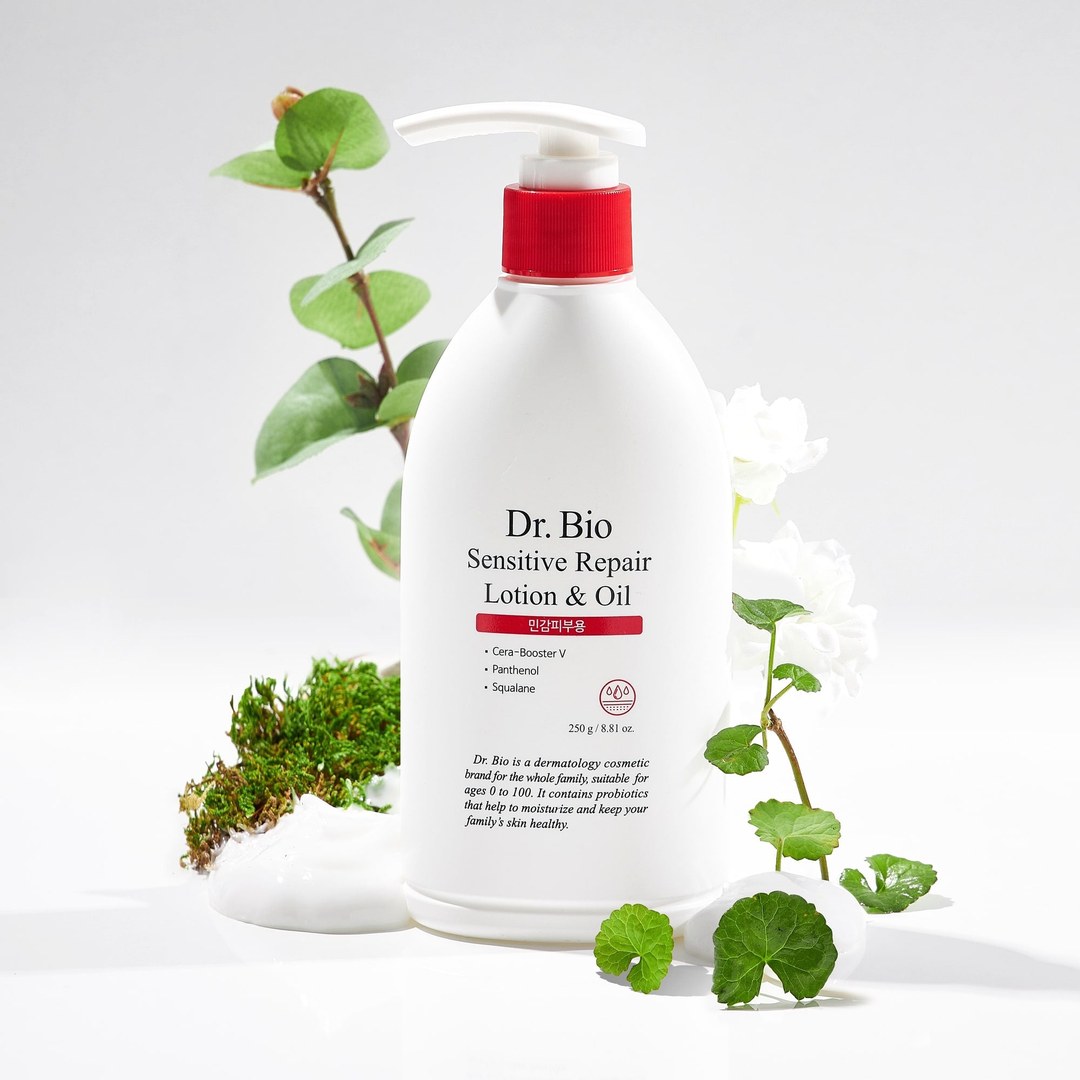 Dr. Bio
Sensitive Repair
Lotion & Oil
민감피부용
• Cera-Booster V
• Panthenol
• Squalane
250 g / 8.81 oz.
Dr. Bio is a dermatology cosmetic
brand for the whole family, suitable for
ages 0 to 100. It contains probiotics
that help to moisturize and keep your
family's skin healthy.